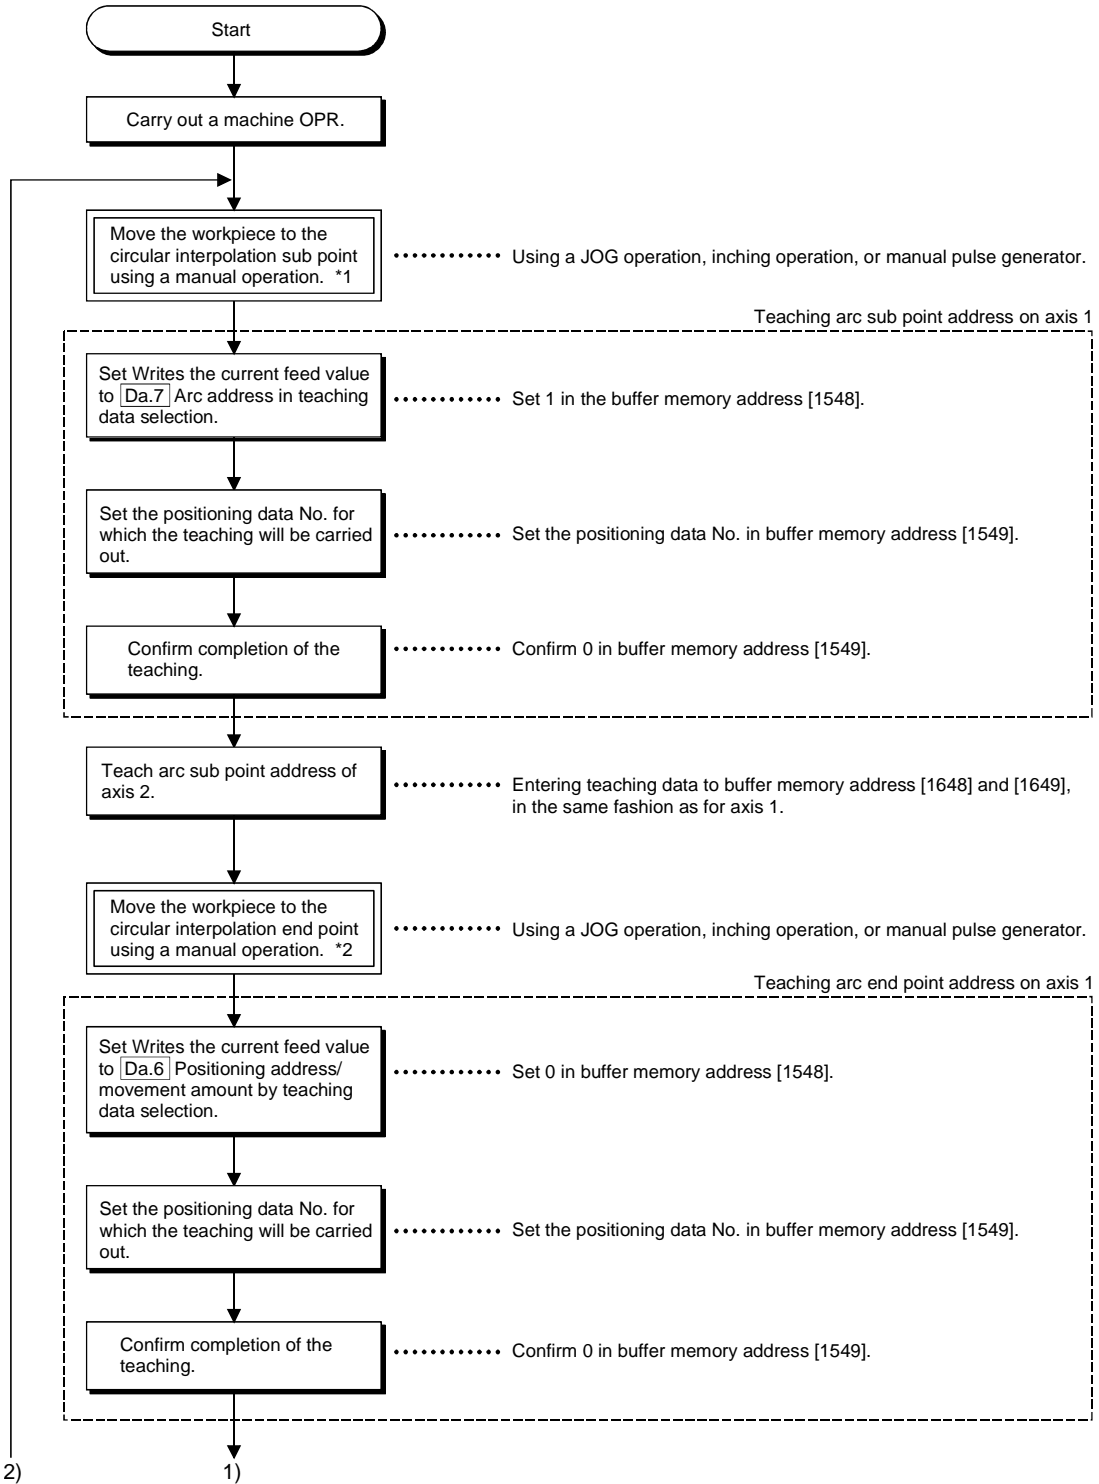 Start
Carry out a machine OPR.
Move the workpiece to the
circular interpolation sub point
using a manual operation. *1
Using a JOG operation, inching operation, or manual pulse generator.
Teaching arc sub point address on axis 1
Set Writes the current feed value
to Da.7 Arc address in teaching
data selection.
Set 1 in the buffer memory address [1548].
Set the positioning data No. for
which the teaching will be carried
out.
Set the positioning data No. in buffer memory address [1549].
Confirm completion of the
teaching.
Confirm 0 in buffer memory address [1549].
Teach arc sub point address of
axis 2.
Entering teaching data to buffer memory address [1648] and [1649],
in the same fashion as for axis 1.
Move the workpiece to the
circular interpolation end point
using a manual operation. *2
Using a JOG operation, inching operation, or manual pulse generator.
Teaching arc end point address on axis 1
Set Writes the current feed value
to Da.6 Positioning address/
movement amount by teaching
data selection.
Set 0 in buffer memory address [1548].
Set the positioning data No. for
which the teaching will be carried
out.
Set the positioning data No. in buffer memory address [1549].
Confirm completion of the
teaching.
Confirm 0 in buffer memory address [1549].
2)
1)